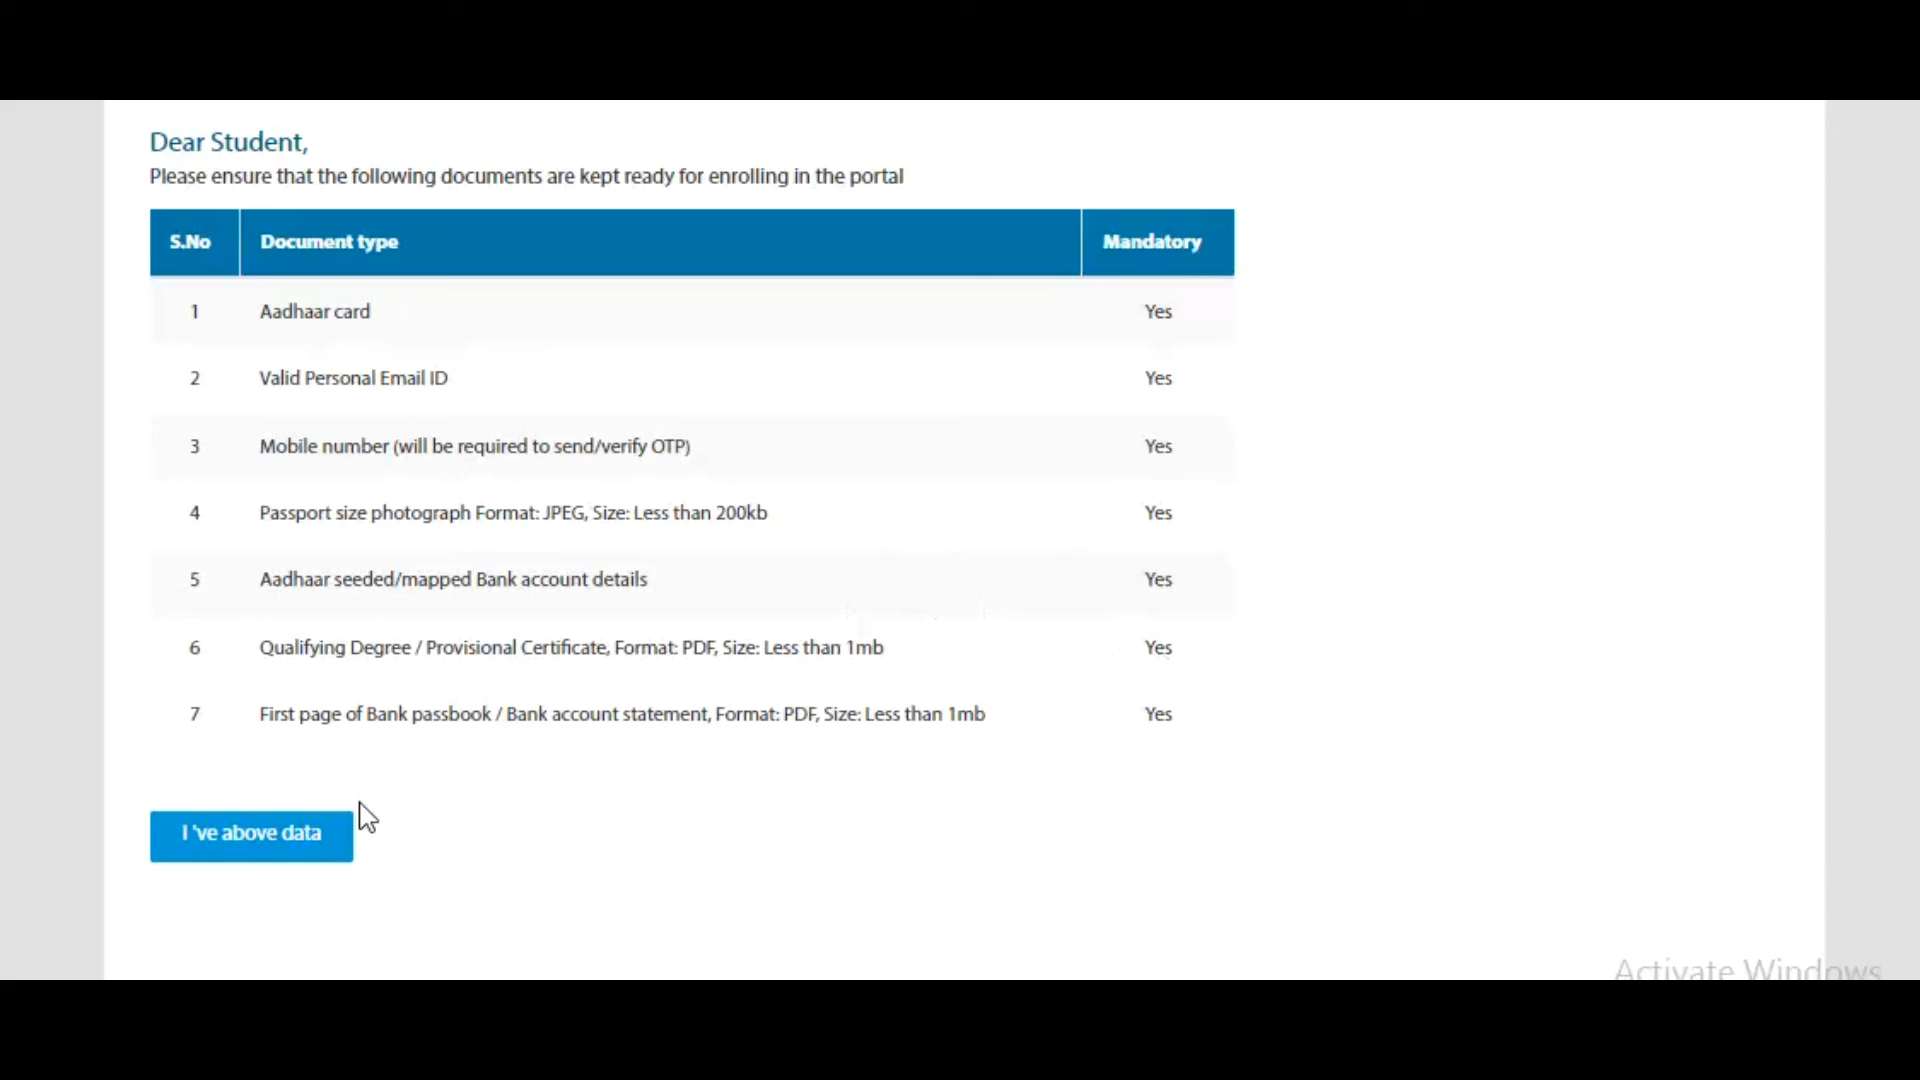 Dear Student,
Please ensure that the following documents are kept ready for enrolling in the portal
S.No Document type Mandatory
1 Aadhaar card Yes
2 Valid Personal Email ID Yes
3 Mobile number (will be required to send/verify OTP) Yes
4 Passport size photograph Format: JPEG, Size: Less than 200kb Yes
5 Aadhaar seeded/mapped Bank account details Yes
6 Qualifying Degree / Provisional Certificate, Format: PDF, Size: Less than 1mb Yes
7 First page of Bank passbook / Bank account statement, Format: PDF, Size: Less than 1mb Yes
I 've above data
Activate Windows